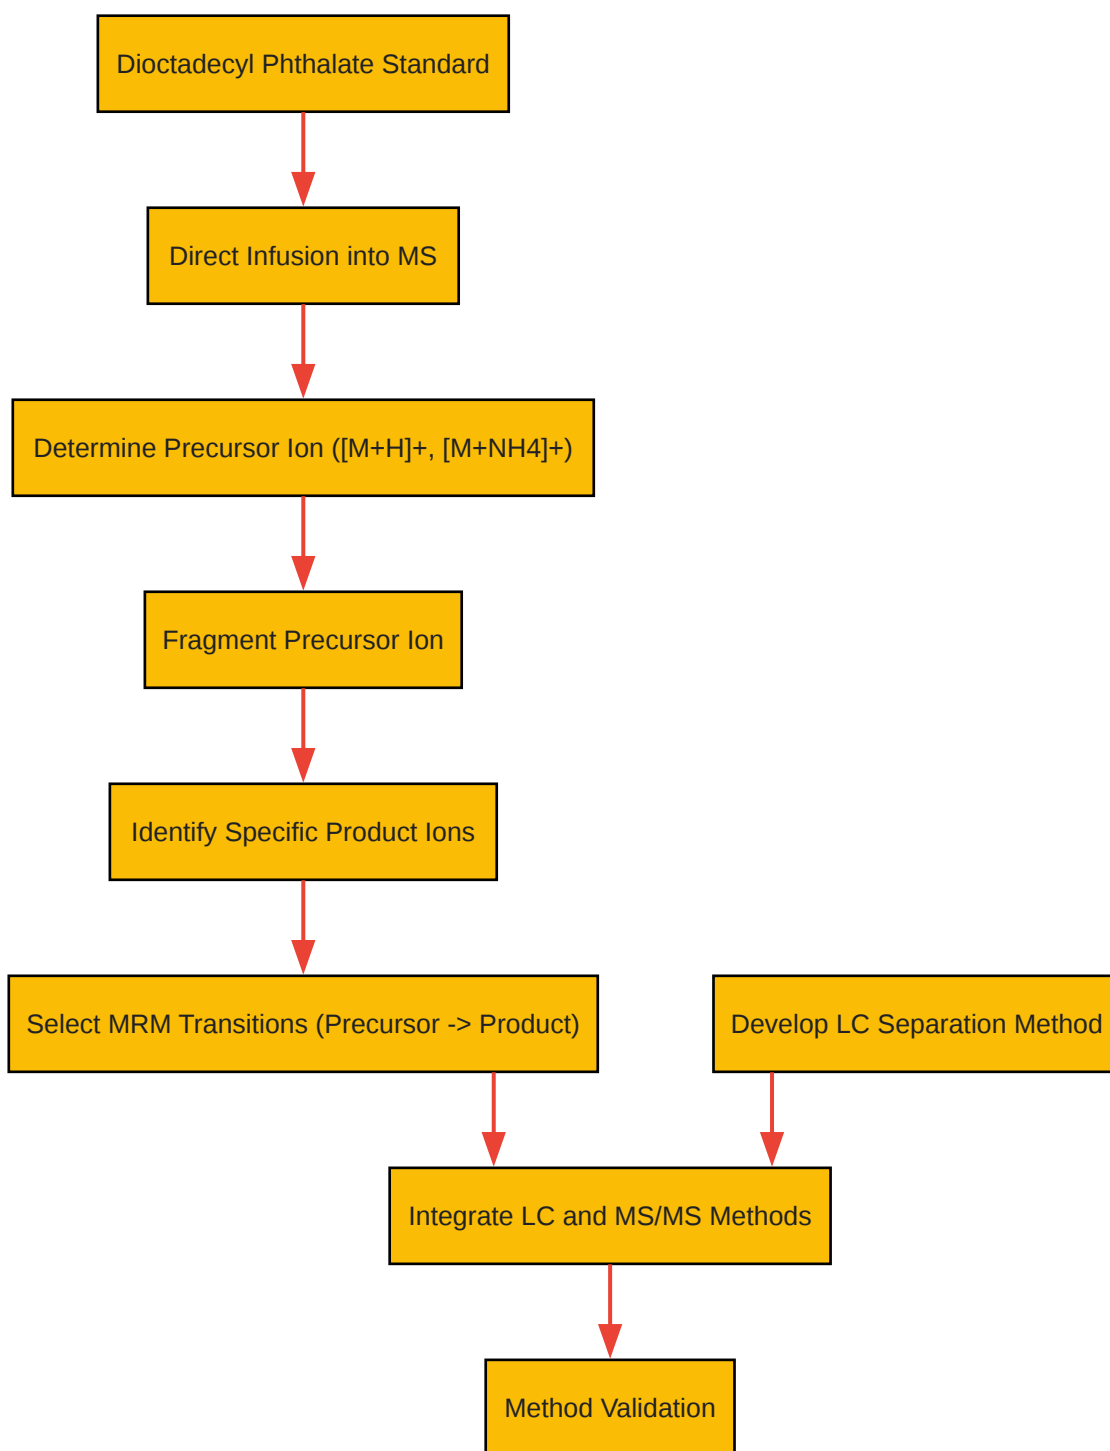 Dioctadecyl Phthalate Standard
Direct Infusion into MS
Determine Precursor Ion ([M+H]+, [M+NH4]+)
Fragment Precursor Ion
Identify Specific Product Ions
Select MRM Transitions (Precursor -> Product)
Develop LC Separation Method
Integrate LC and MS/MS Methods
Method Validation